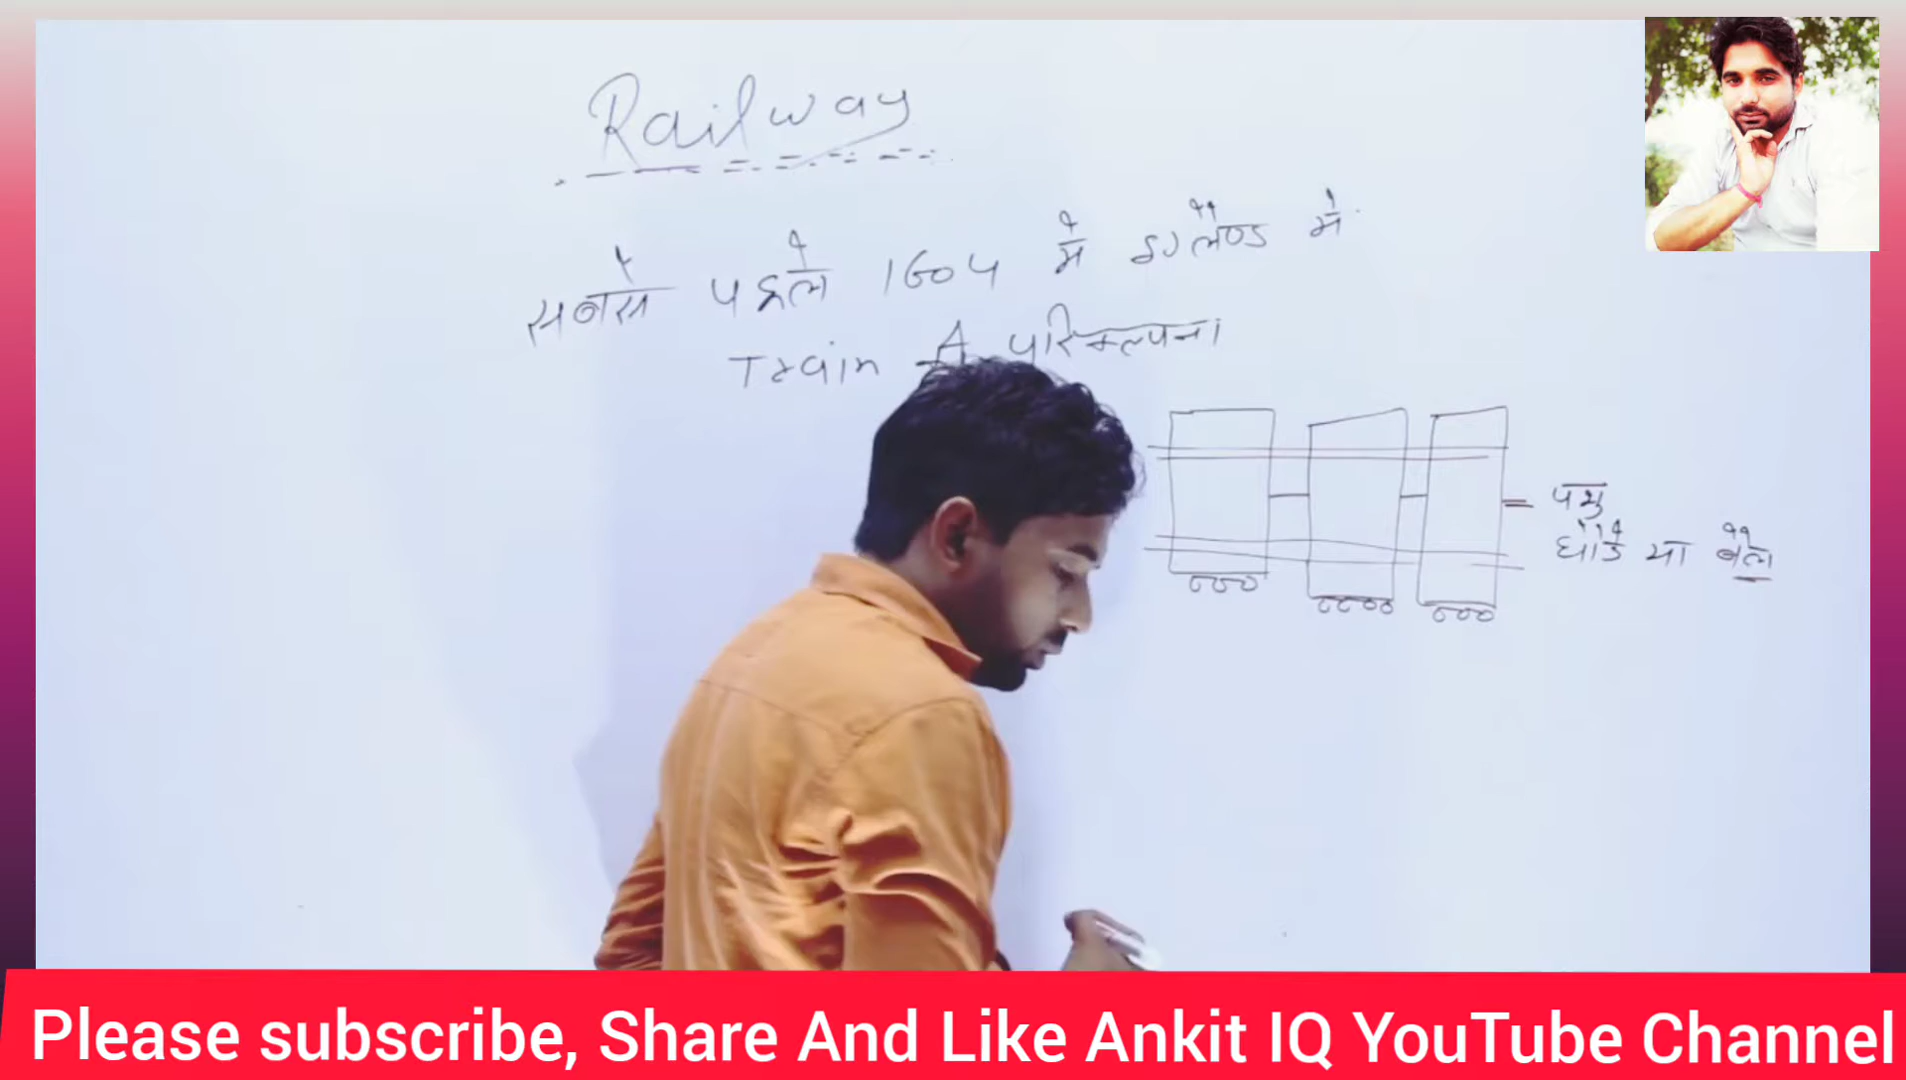 Railway
सबसे पहले 1604 में इंग्लैण्ड में
Train की परिकल्पना
पशु
घोडे या बैल
Please subscribe, Share And Like Ankit IQ YouTube Channel